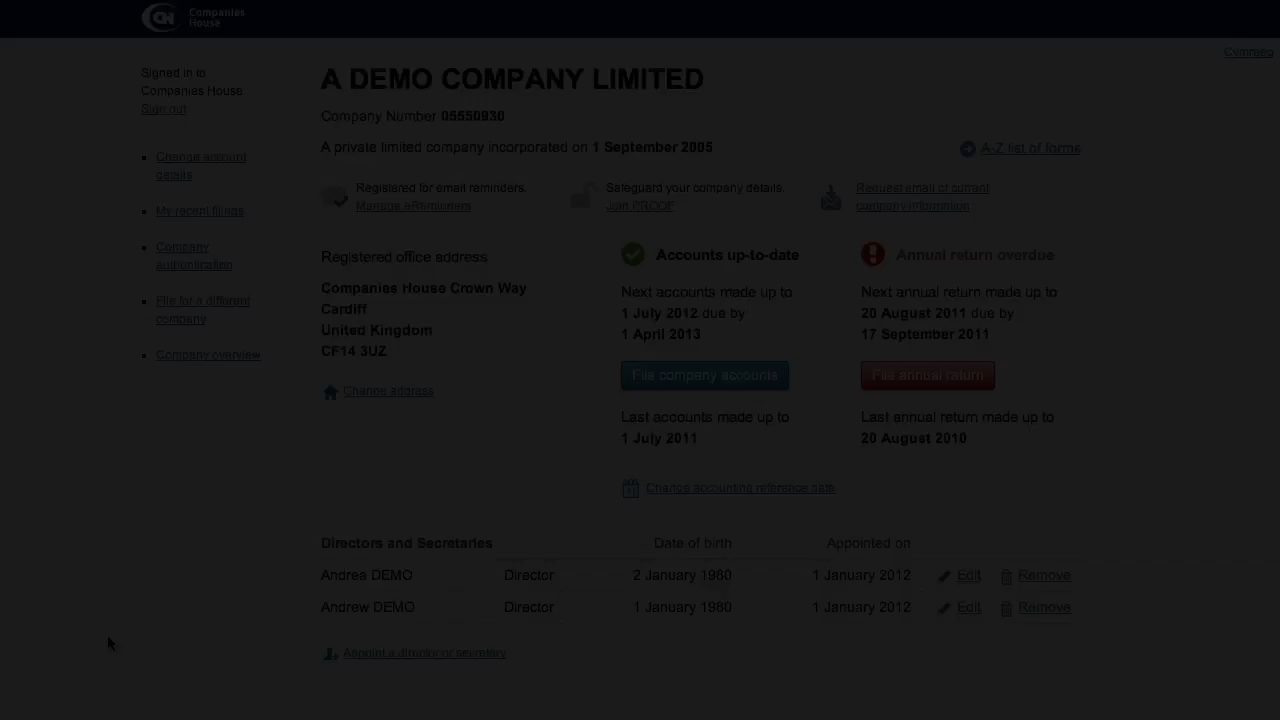 Companies
House
Cymraeg
Signed in to
Companies House
Sign out
Change account
details
My recent filings
Company
authentication
File for a different
company
Company overview
A DEMO COMPANY LIMITED
Company Number 05550930
A private limited company incorporated on 1 September 2005
A-Z list of forms
Registered for email reminders.
Manage eReminders
Safeguard your company details.
Join PROOF
Request email of current
company information
Registered office address
Companies House Crown Way
Cardiff
United Kingdom
CF14 3UZ
Change address
Accounts up-to-date
Next accounts made up to
1 July 2012 due by
1 April 2013
File company accounts
Last accounts made up to
1 July 2011
Change accounting reference date
Annual return overdue
Next annual return made up to
20 August 2011 due by
17 September 2011
File annual return
Last annual return made up to
20 August 2010
Directors and Secretaries Date of birth Appointed on
Andrea DEMO Director 2 January 1980 1 January 2012 Edit Remove
Andrew DEMO Director 1 January 1980 1 January 2012 Edit Remove
Appoint a director or secretary